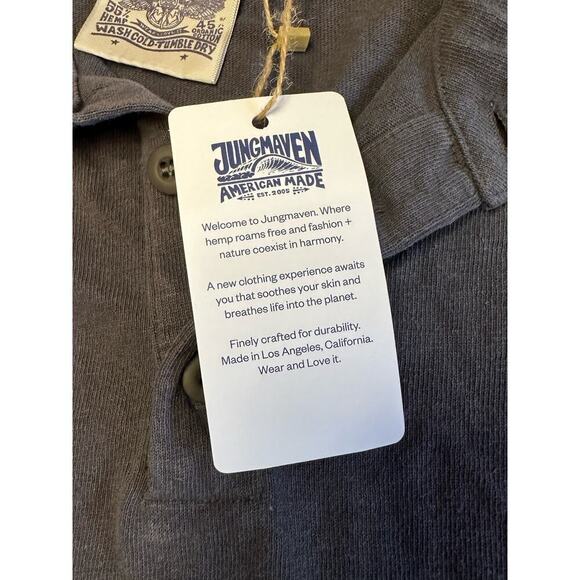 55% HEMP
45% ORGANIC COTTON
WASH COLD-TUMBLE DRY
JUNGMAVEN
AMERICAN MADE
EST. 2005
Welcome to Jungmaven. Where
hemp roams free and fashion +
nature coexist in harmony.
A new clothing experience awaits
you that soothes your skin and
breathes life into the planet.
Finely crafted for durability.
Made in Los Angeles, California.
Wear and Love it.